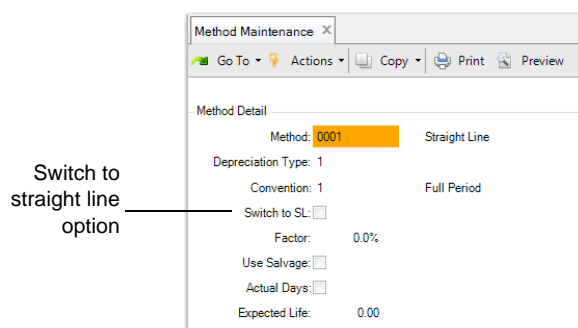 Method Maintenance X
Go To Actions Copy Print Preview
Method Detail
Method: 0001 Straight Line
Depreciation Type: 1
Convention: 1 Full Period
Switch to SL:
Factor: 0.0%
Use Salvage:
Actual Days:
Expected Life: 0.00
Switch to
straight line
option